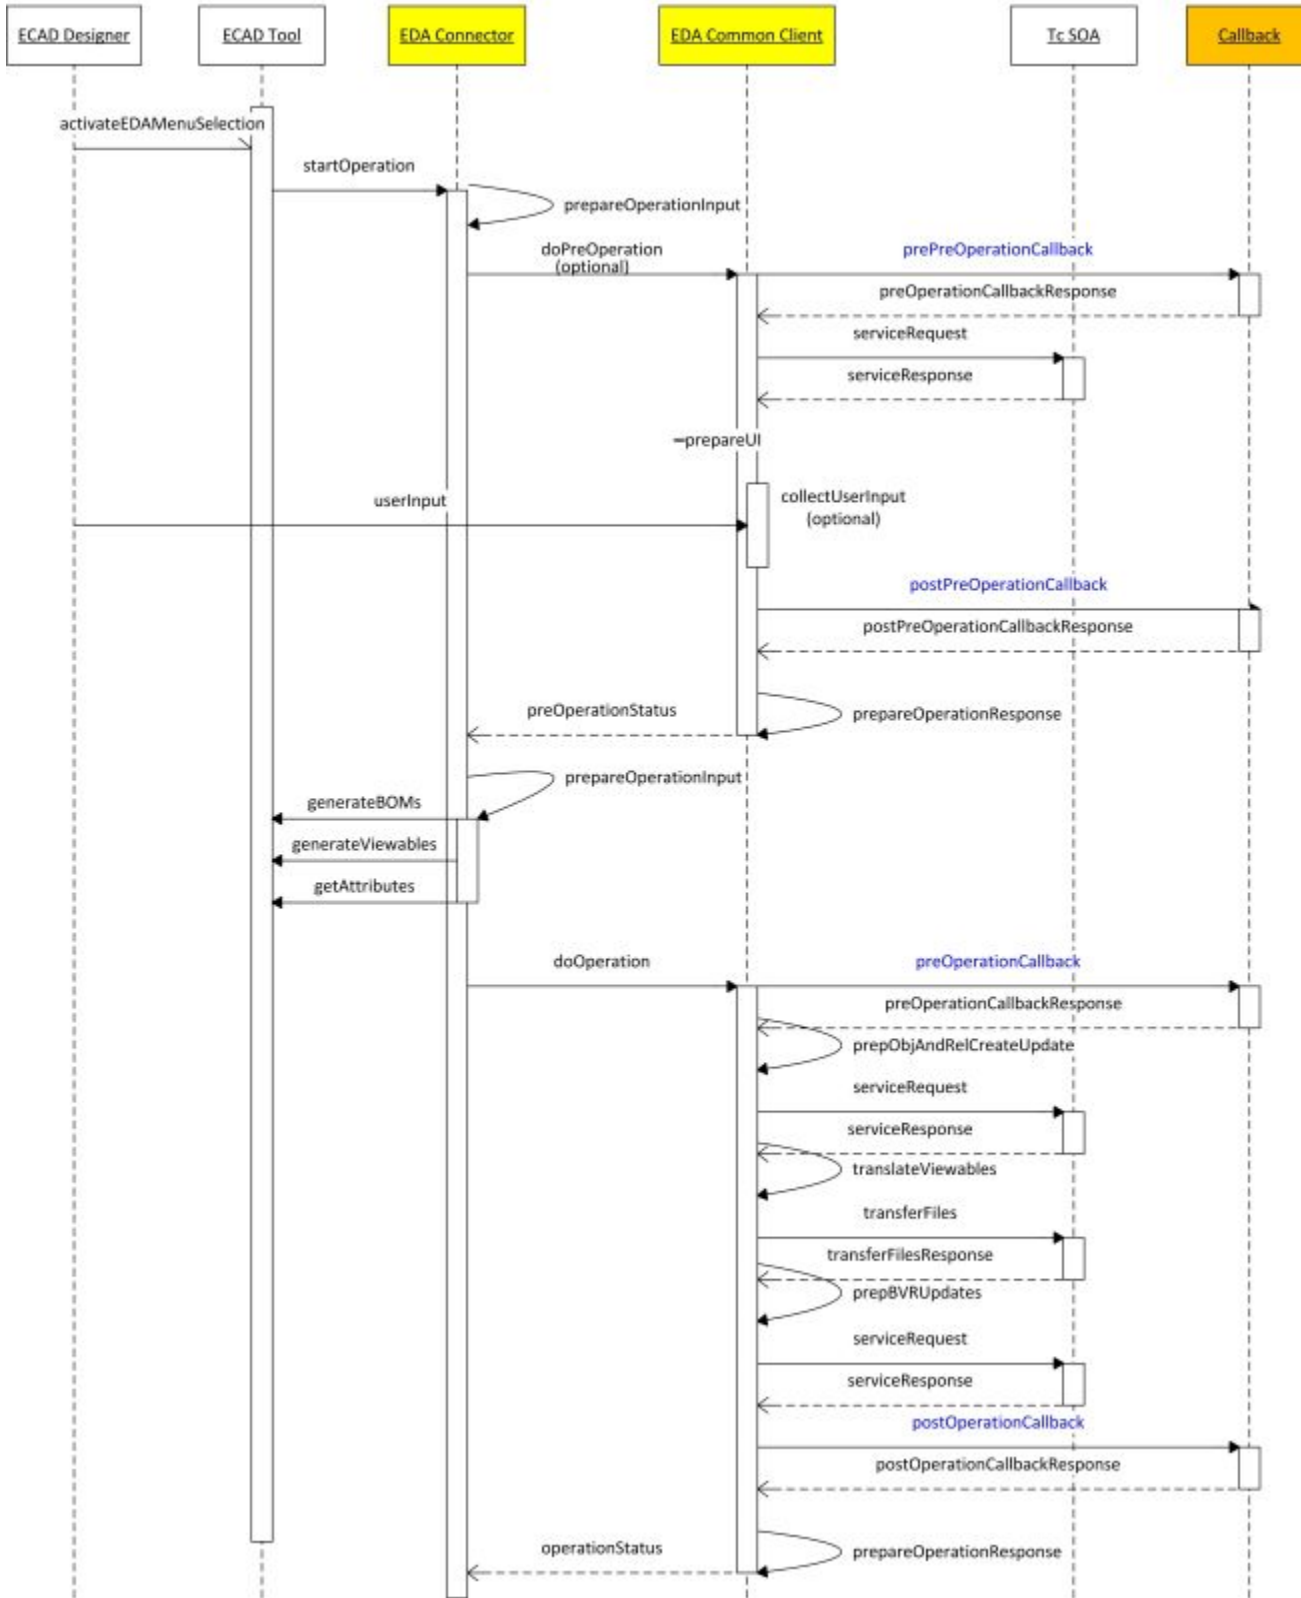 ECAD Designer
ECAD Tool
EDA Connector
EDA Common Client
Tc SOA
Callback
activateEDAMenuSelection
startOperation
prepareOperationInput
doPreOperation
(optional)
prePreOperationCallback
preOperationCallbackResponse
serviceRequest
serviceResponse
prepareUI
userInput
collectUserInput
(optional)
postPreOperationCallback
postPreOperationCallbackResponse
preOperationStatus
prepareOperationResponse
prepareOperationInput
generateBOMs
generateViewables
getAttributes
doOperation
preOperationCallback
preOperationCallbackResponse
prepObjAndRelCreateUpdate
serviceRequest
serviceResponse
translateViewables
transferFiles
transferFilesResponse
prepBVRUpdates
serviceRequest
serviceResponse
postOperationCallback
postOperationCallbackResponse
operationStatus
prepareOperationResponse